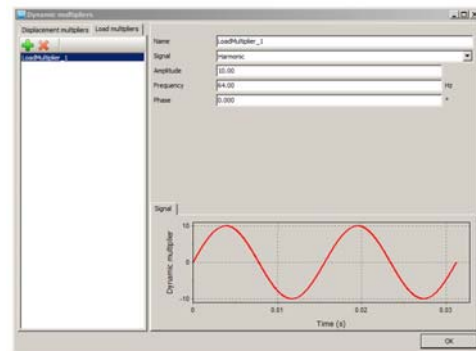 Dynamic multipliers
Displacement multipliers Load multipliers
LoadMultiplier_1
Name LoadMultiplier_1
Signal Harmonic
Amplitude 10.00
Frequency 64.00 Hz
Phase 0.000 °
Signal
Dynamic multiplier
10
0
-10
0 0.01 0.02 0.03
Time (s)
OK